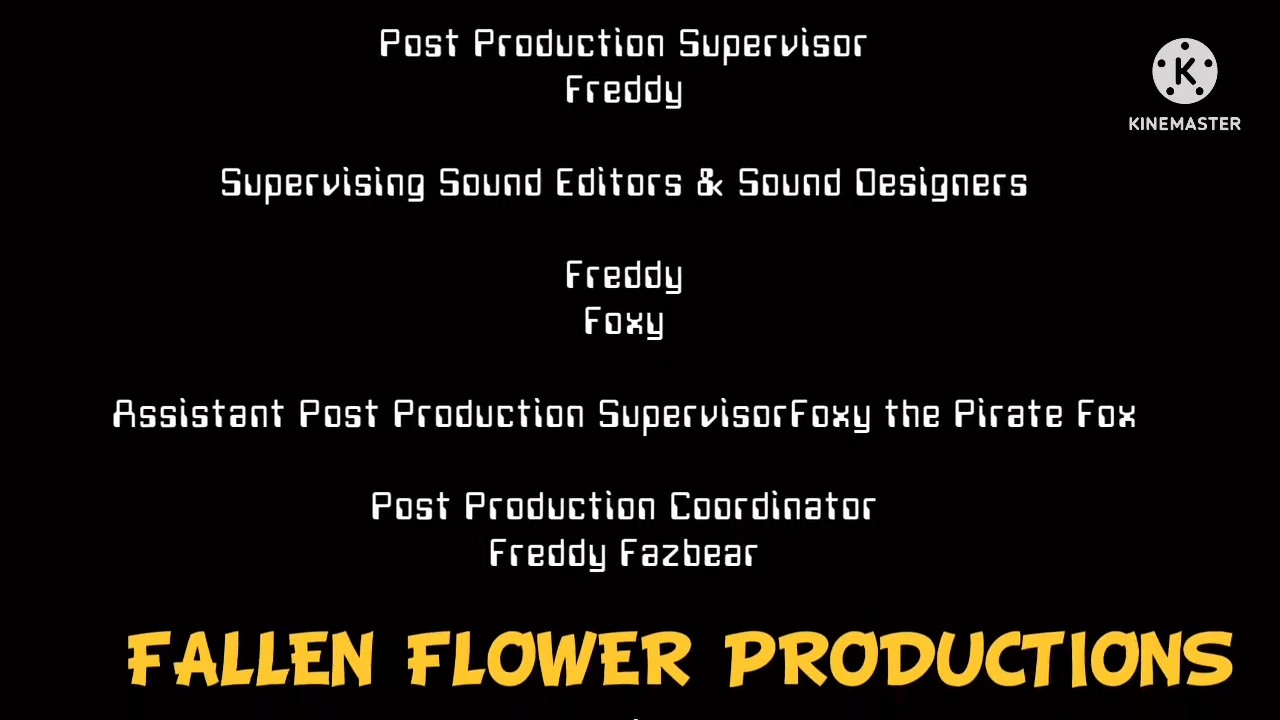 Post Production Supervisor
Freddy
K
KINEMASTER
Supervising Sound Editors & Sound Designers
Freddy
Foxy
Assistant Post Production SupervisorFoxy the Pirate Fox
Post Production Coordinator
Freddy Fazbear
FALLEN FLOWER PRODUCTIONS